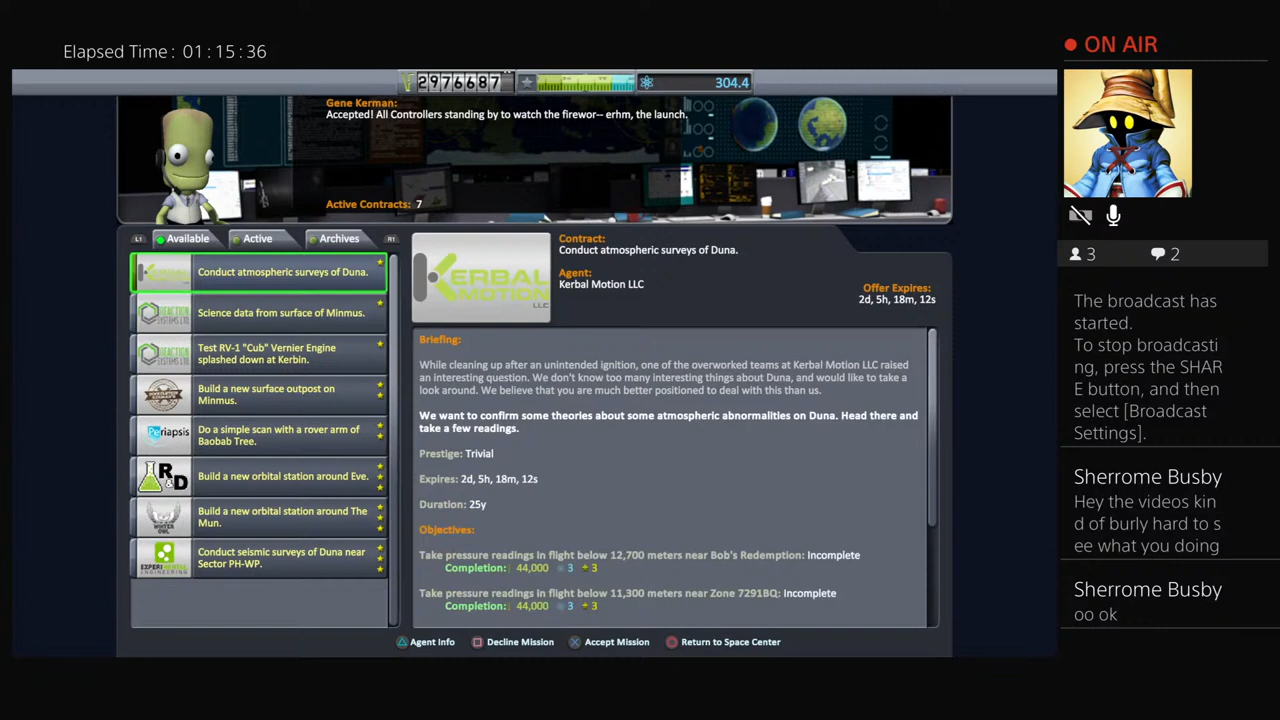 Elapsed Time : 01:15:36
ON AIR
2976687
304.4
Gene Kerman:
Accepted! All Controllers standing by to watch the firewor-- erhm, the launch.
Active Contracts: 7
L1
Available
Active
Archives
R1
Conduct atmospheric surveys of Duna.
Science data from surface of Minmus.
Test RV-1 "Cub" Vernier Engine
splashed down at Kerbin.
Build a new surface outpost on
Minmus.
Periapsis
Do a simple scan with a rover arm of
Baobab Tree.
R&D
Build a new orbital station around Eve.
WINTER
OWL
Build a new orbital station around The
Mun.
EXPERIMENTAL
ENGINEERING
Conduct seismic surveys of Duna near
Sector PH-WP.
KERBAL
MOTION
LLC
Contract:
Conduct atmospheric surveys of Duna.
Agent:
Kerbal Motion LLC
Offer Expires:
2d, 5h, 18m, 12s
Briefing:
While cleaning up after an unintended ignition, one of the overworked teams at Kerbal Motion LLC raised
an interesting question. We don't know too many interesting things about Duna, and would like to take a
look around. We believe that you are much better positioned to deal with this than us.
We want to confirm some theories about some atmospheric abnormalities on Duna. Head there and
take a few readings.
Prestige: Trivial
Expires: 2d, 5h, 18m, 12s
Duration: 25y
Objectives:
Take pressure readings in flight below 12,700 meters near Bob's Redemption: Incomplete
Completion: 44,000 3 +3
Take pressure readings in flight below 11,300 meters near Zone 7291BQ: Incomplete
Completion: 44,000 3 +3
Agent Info
Decline Mission
Accept Mission
Return to Space Center
3
2
The broadcast has
started.
To stop broadcasti
ng, press the SHAR
E button, and then
select [Broadcast
Settings].
Sherrome Busby
Hey the videos kin
d of burly hard to s
ee what you doing
Sherrome Busby
oo ok